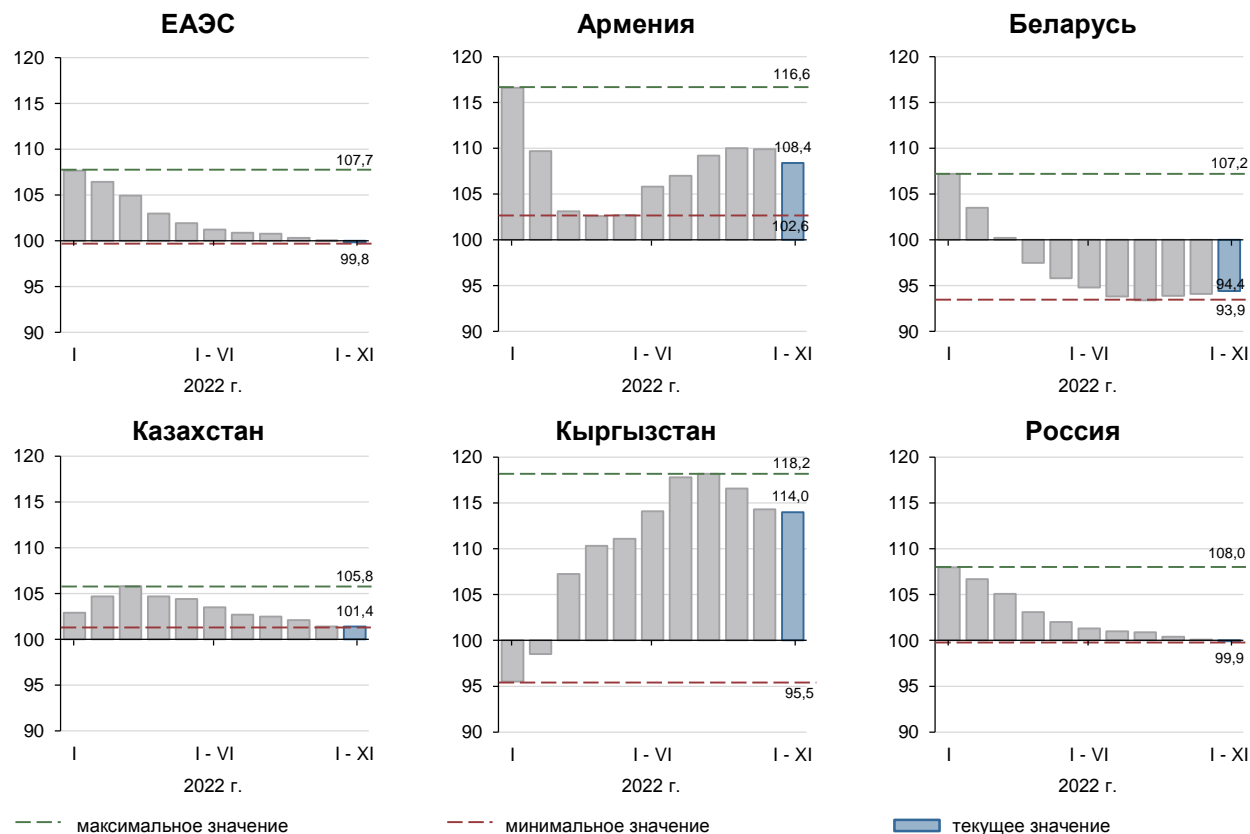 ЕАЭС
120
115
110
107,7
105
100
99,8
95
90
I
I - VI
I - XI
2022 г.
Армения
120
116,6
115
110
108,4
105
102,6
100
95
90
I
I - VI
I - XI
2022 г.
Беларусь
120
115
110
107,2
105
100
95
94,4
93,9
90
I
I - VI
I - XI
2022 г.
Казахстан
120
115
110
105,8
105
101,4
100
95
90
I
I - VI
I - XI
2022 г.
Кыргызстан
120
118,2
115
114,0
110
105
100
95
95,5
90
I
I - VI
I - XI
2022 г.
Россия
120
115
110
108,0
105
100
99,9
95
90
I
I - VI
I - XI
2022 г.
максимальное значение
минимальное значение
текущее значение